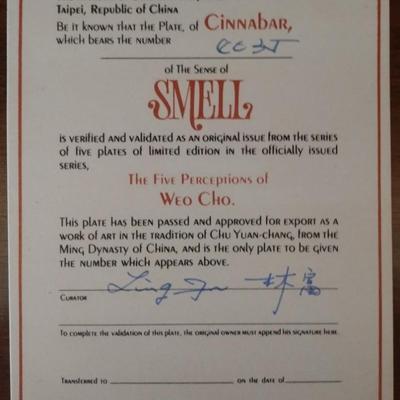 Taipei, Republic of China
Be it known that the Plate, of Cinnabar,
which bears the number
of The Sense of
SMELL
is verified and validated as an original issue from the series
of five plates of limited edition in the officially issued
series,
The Five Perceptions of
Weo Cho.
This plate has been passed and approved for export as a
work of art in the tradition of Chu Yuan-chang, from the
Ming Dynasty of China, and is the only plate to be given
the number which appears above.
林富
Curator
To complete the validation of this plate, the original owner must append his signature here.
Transferred to on the date of